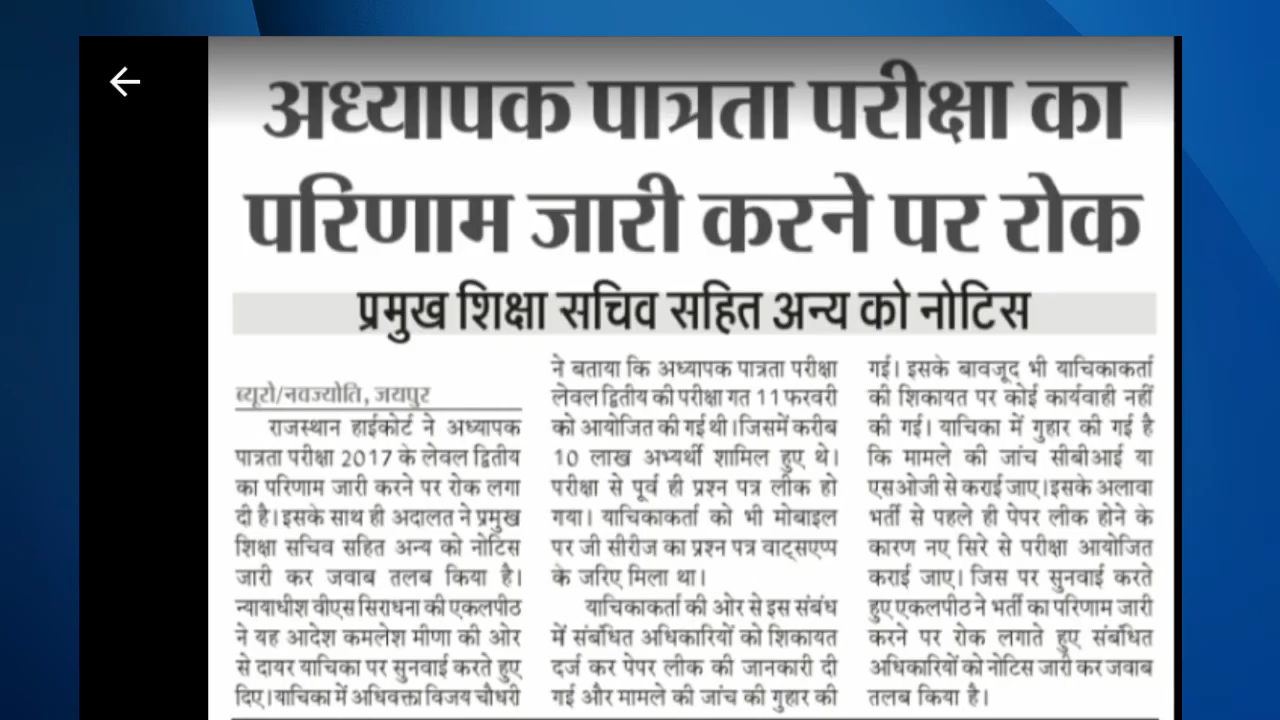 अध्यापक पात्रता परीक्षा का
परिणाम जारी करने पर रोक
प्रमुख शिक्षा सचिव सहित अन्य को नोटिस
ब्यूरो/नवज्योति, जयपुर
राजस्थान हाईकोर्ट ने अध्यापक
पात्रता परीक्षा 2017 के लेवल द्वितीय
का परिणाम जारी करने पर रोक लगा
दी है। इसके साथ ही अदालत ने प्रमुख
शिक्षा सचिव सहित अन्य को नोटिस
जारी कर जवाब तलब किया है।
न्यायाधीश वीएस सिराधना की एकलपीठ
ने यह आदेश कमलेश मीणा की ओर
से दायर याचिका पर सुनवाई करते हुए
दिए। याचिका में अधिवक्ता विजय चौधरी
ने बताया कि अध्यापक पात्रता परीक्षा
लेवल द्वितीय की परीक्षा गत 11 फरवरी
को आयोजित की गई थी। जिसमें करीब
10 लाख अभ्यर्थी शामिल हुए थे।
परीक्षा से पूर्व ही प्रश्न पत्र लीक हो
गया। याचिकाकर्ता को भी मोबाइल
पर जी सीरीज का प्रश्न पत्र वाट्सएप्प
के जरिए मिला था।
याचिकाकर्ता की ओर से इस संबंध
में संबंधित अधिकारियों को शिकायत
दर्ज कर पेपर लीक की जानकारी दी
गई और मामले की जांच की गुहार की
गई। इसके बावजूद भी याचिकाकर्ता
की शिकायत पर कोई कार्यवाही नहीं
की गई। याचिका में गुहार की गई है
कि मामले की जांच सीबीआई या
एसओजी से कराई जाए। इसके अलावा
भर्ती से पहले ही पेपर लीक होने के
कारण नए सिरे से परीक्षा आयोजित
कराई जाए। जिस पर सुनवाई करते
हुए एकलपीठ ने भर्ती का परिणाम जारी
करने पर रोक लगाते हुए संबंधित
अधिकारियों को नोटिस जारी कर जवाब
तलब किया है।